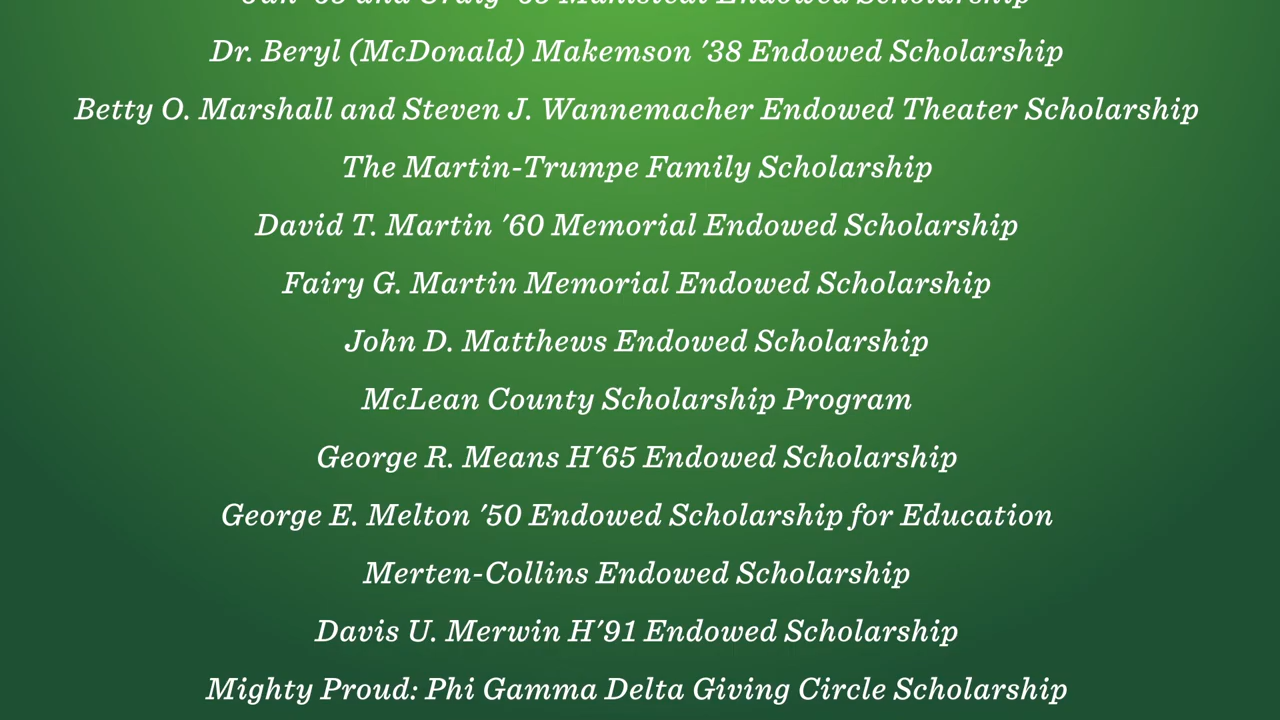 Endowed Scholarship
Dr. Beryl (McDonald) Makemson '38 Endowed Scholarship
Betty O. Marshall and Steven J. Wannemacher Endowed Theater Scholarship
The Martin-Trumpe Family Scholarship
David T. Martin '60 Memorial Endowed Scholarship
Fairy G. Martin Memorial Endowed Scholarship
John D. Matthews Endowed Scholarship
McLean County Scholarship Program
George R. Means H'65 Endowed Scholarship
George E. Melton '50 Endowed Scholarship for Education
Merten-Collins Endowed Scholarship
Davis U. Merwin H'91 Endowed Scholarship
Mighty Proud: Phi Gamma Delta Giving Circle Scholarship